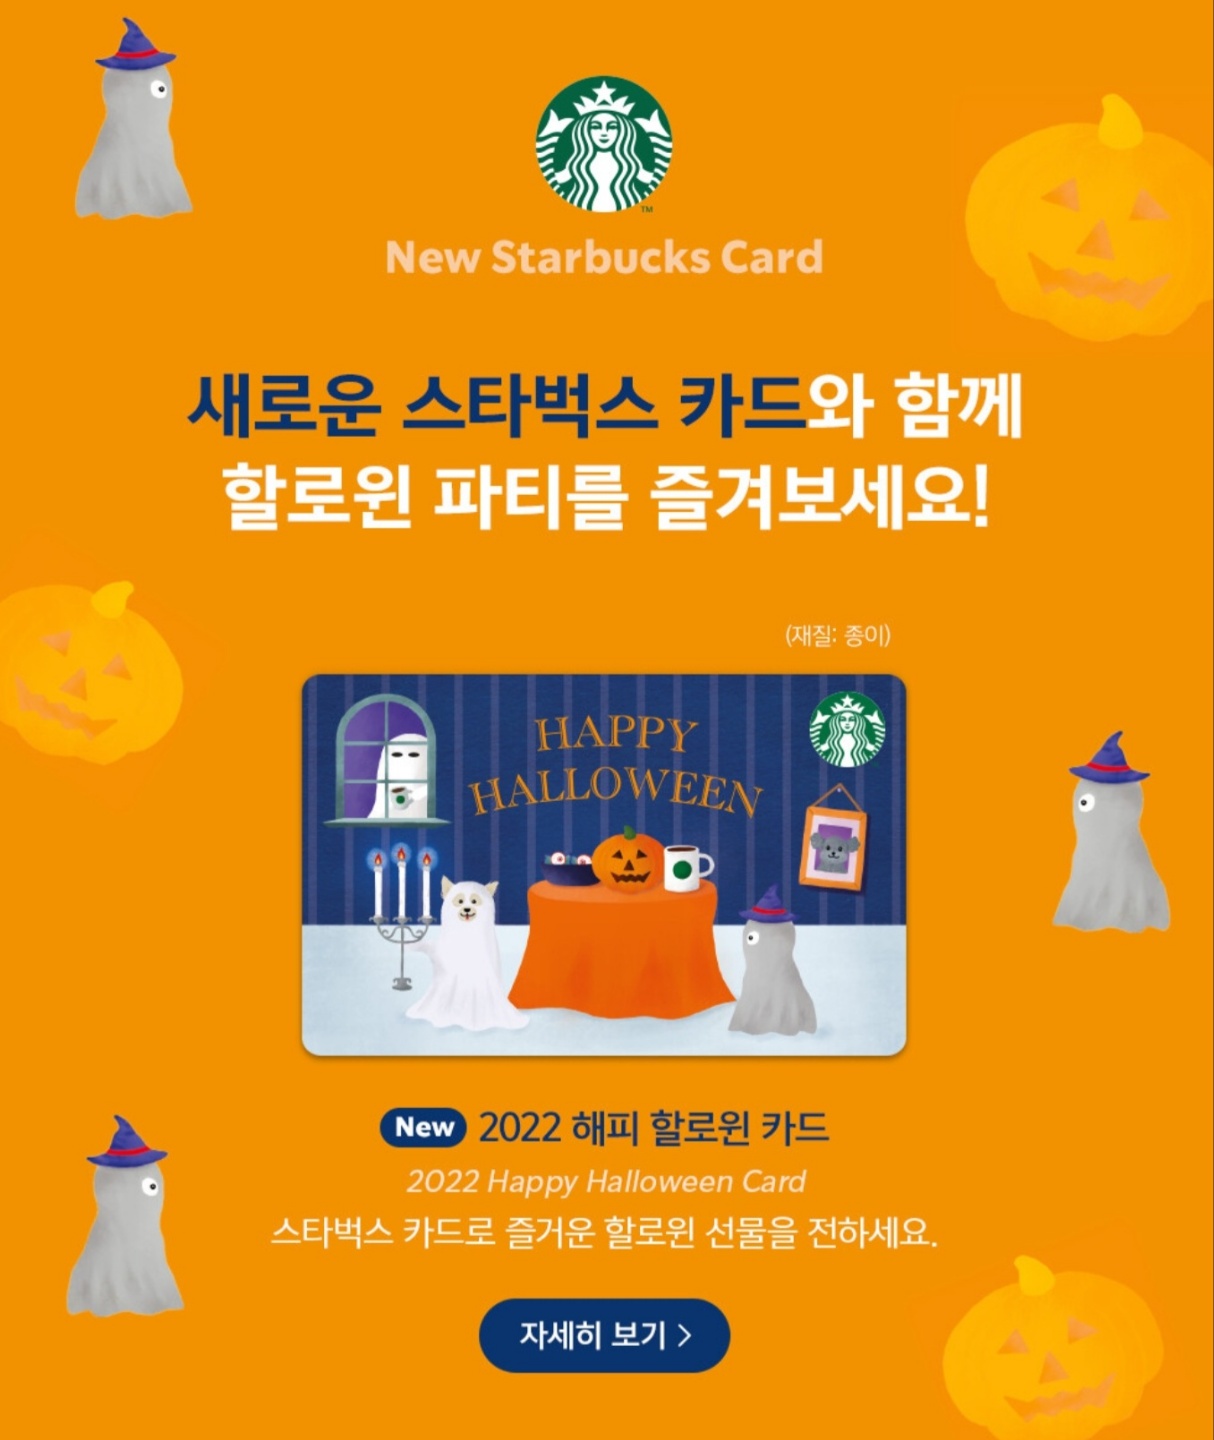 TM
New Starbucks Card
새로운 스타벅스 카드와 함께
할로윈 파티를 즐겨보세요!
(재질: 종이)
HAPPY
HALLOWEEN
New 2022 해피 할로윈 카드
2022 Happy Halloween Card
스타벅스 카드로 즐거운 할로윈 선물을 전하세요.
자세히 보기 >